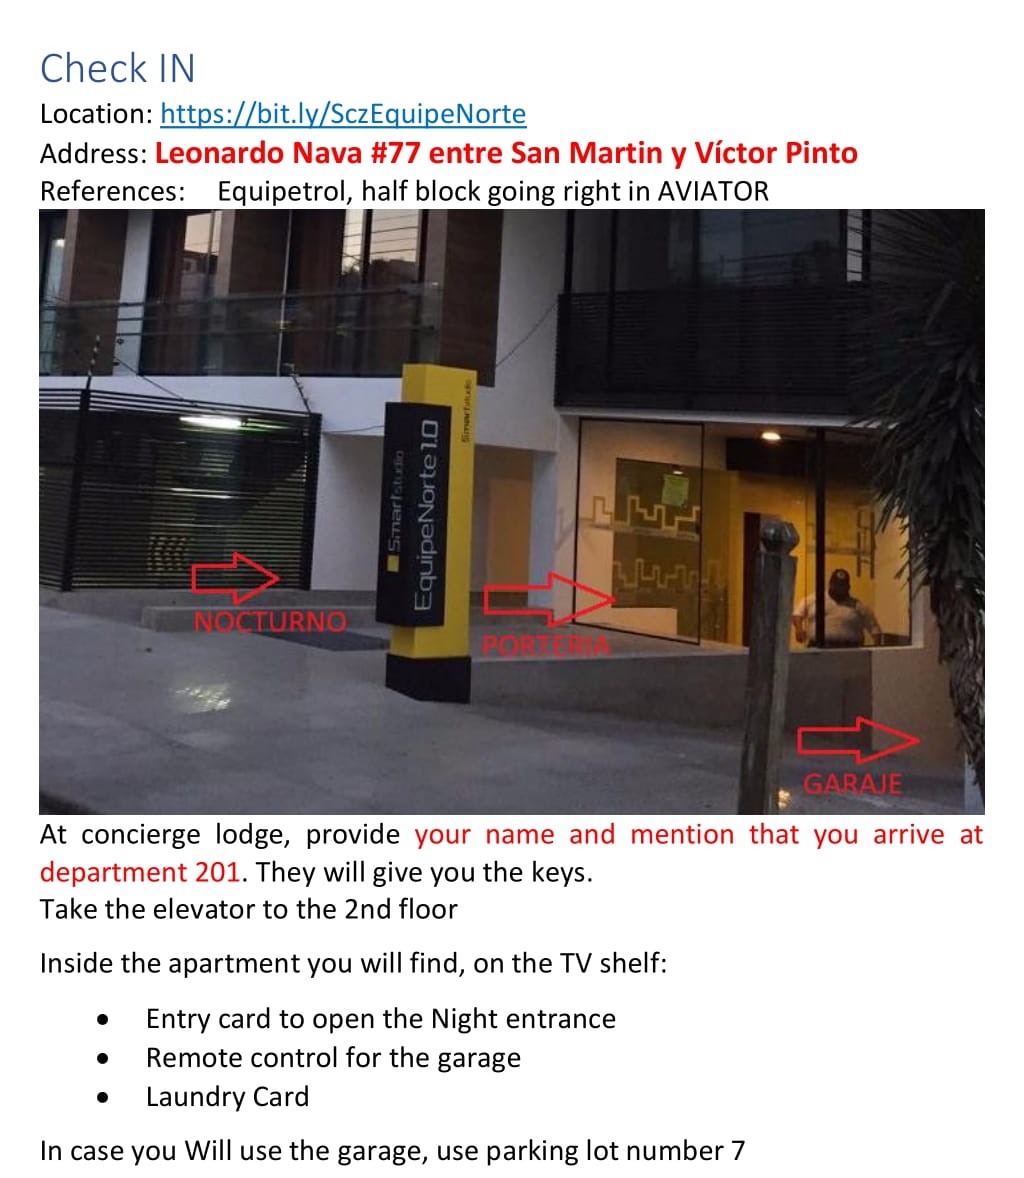 Check IN
Location: https://bit.ly/SczEquipeNorte
Address: Leonardo Nava #77 entre San Martin y Víctor Pinto
References: Equipetrol, half block going right in AVIATOR
Smartstudio
Smartstudio
EquipeNorte 1.0
NOCTURNO
PORTERIA
GARAJE
At concierge lodge, provide your name and mention that you arrive at
department 201. They will give you the keys.
Take the elevator to the 2nd floor
Inside the apartment you will find, on the TV shelf:
• Entry card to open the Night entrance
• Remote control for the garage
• Laundry Card
In case you Will use the garage, use parking lot number 7